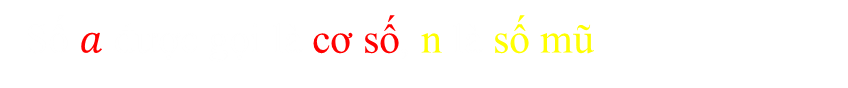 a cơ số n số mũ